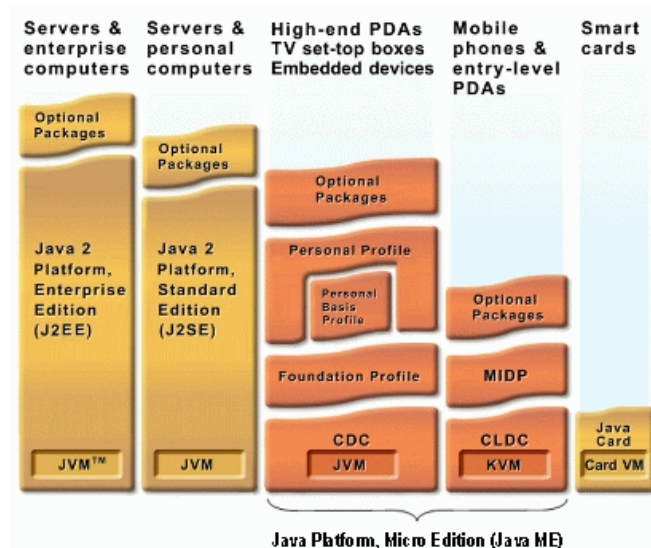 Servers &
enterprise
computers
Servers &
personal
computers
High-end PDAs
TV set-top boxes
Embedded devices
Mobile
phones &
entry-level
PDAs
Smart
cards
Optional
Packages
Java 2
Platform,
Enterprise
Edition
(J2EE)
JVM™
Optional
Packages
Java 2
Platform,
Standard
Edition
(J2SE)
JVM
Optional
Packages
Personal Profile
Personal
Basis
Profile
Foundation Profile
CDC
JVM
Optional
Packages
MIDP
CLDC
KVM
Java
Card
Card VM
Java Platform, Micro Edition (Java ME)